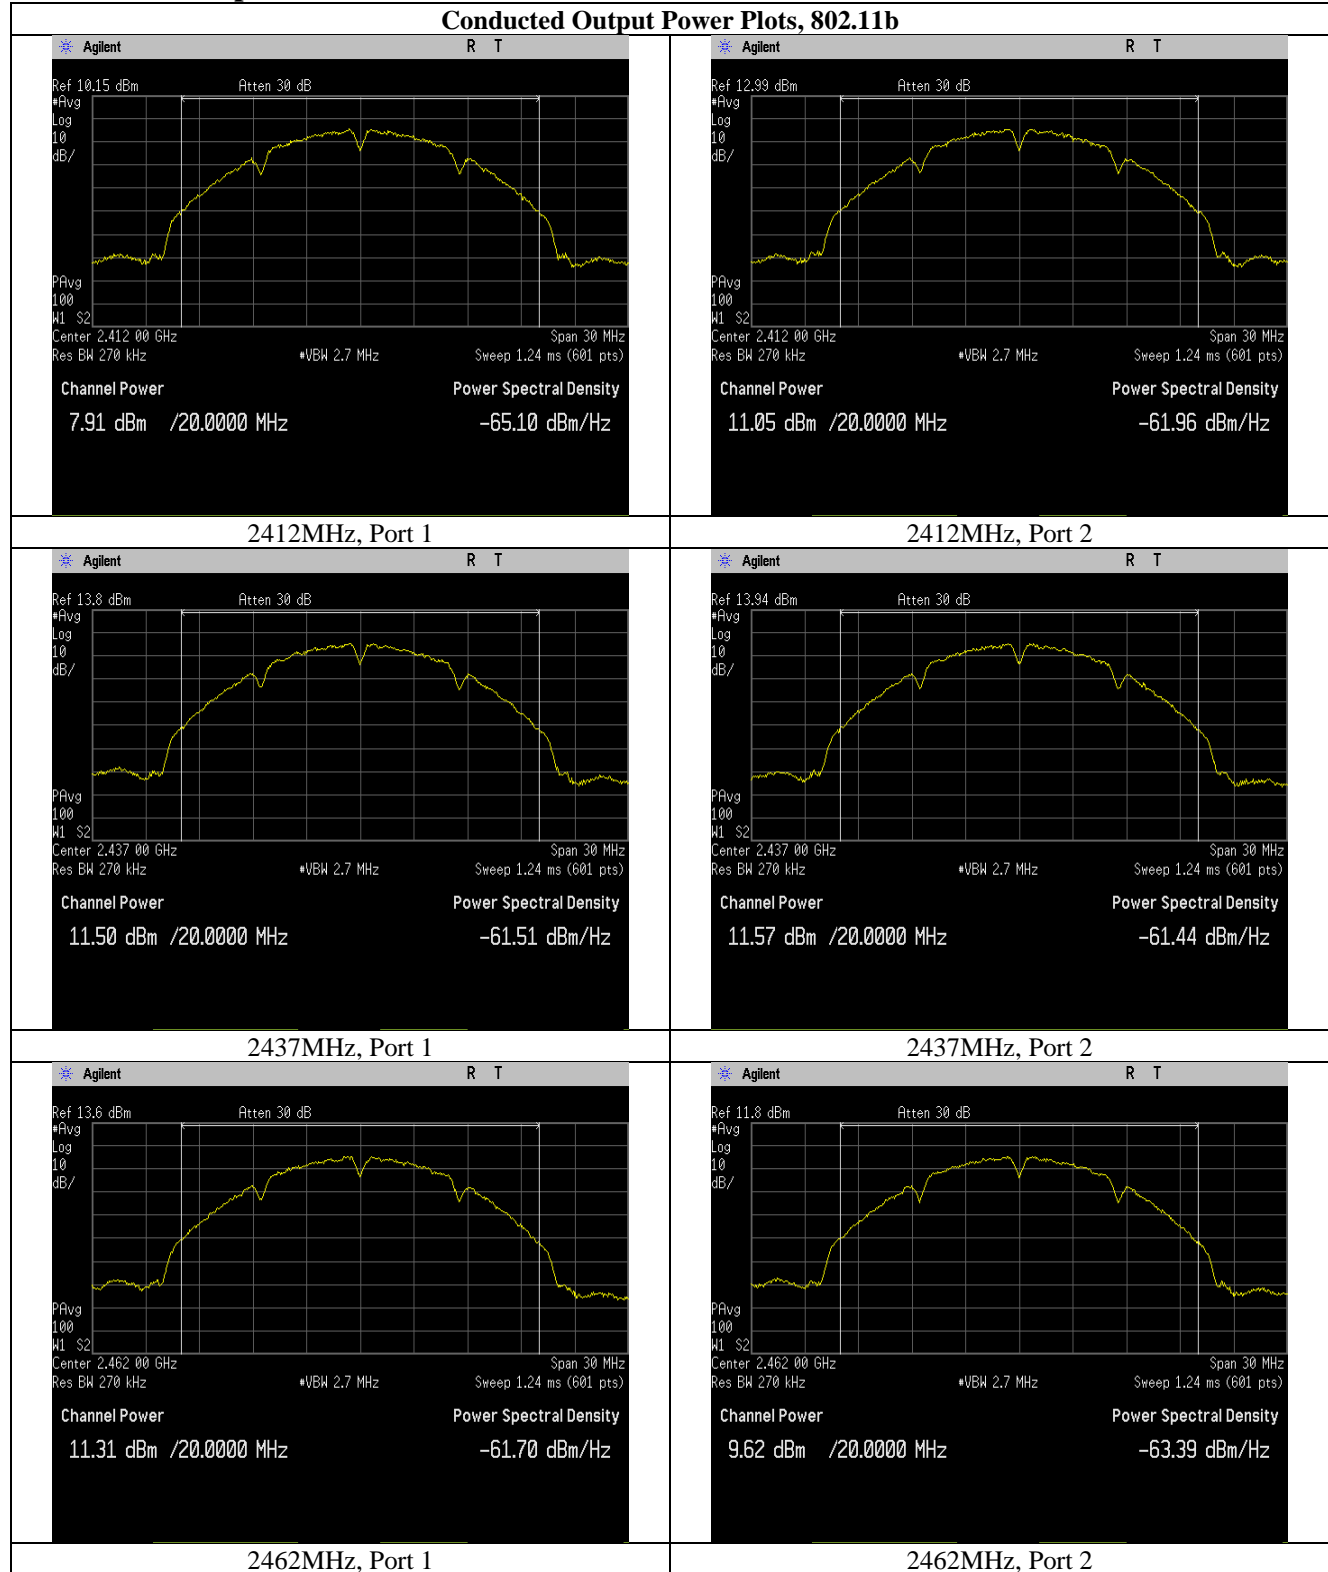 Conducted Output Power Plots, 802.11b
Agilent R T
Ref 10.15 dBm Atten 30 dB
#Avg
Log
10
dB/
PAvg
100
W1 S2
Center 2.412 00 GHz Span 30 MHz
Res BW 270 kHz #VBW 2.7 MHz Sweep 1.24 ms (601 pts)
Channel Power Power Spectral Density
7.91 dBm /20.0000 MHz -65.10 dBm/Hz
2412MHz, Port 1
Agilent R T
Ref 12.99 dBm Atten 30 dB
#Avg
Log
10
dB/
PAvg
100
W1 S2
Center 2.412 00 GHz Span 30 MHz
Res BW 270 kHz #VBW 2.7 MHz Sweep 1.24 ms (601 pts)
Channel Power Power Spectral Density
11.05 dBm /20.0000 MHz -61.96 dBm/Hz
2412MHz, Port 2
Agilent R T
Ref 13.8 dBm Atten 30 dB
#Avg
Log
10
dB/
PAvg
100
W1 S2
Center 2.437 00 GHz Span 30 MHz
Res BW 270 kHz #VBW 2.7 MHz Sweep 1.24 ms (601 pts)
Channel Power Power Spectral Density
11.50 dBm /20.0000 MHz -61.51 dBm/Hz
2437MHz, Port 1
Agilent R T
Ref 13.94 dBm Atten 30 dB
#Avg
Log
10
dB/
PAvg
100
W1 S2
Center 2.437 00 GHz Span 30 MHz
Res BW 270 kHz #VBW 2.7 MHz Sweep 1.24 ms (601 pts)
Channel Power Power Spectral Density
11.57 dBm /20.0000 MHz -61.44 dBm/Hz
2437MHz, Port 2
Agilent R T
Ref 13.6 dBm Atten 30 dB
#Avg
Log
10
dB/
PAvg
100
W1 S2
Center 2.462 00 GHz Span 30 MHz
Res BW 270 kHz #VBW 2.7 MHz Sweep 1.24 ms (601 pts)
Channel Power Power Spectral Density
11.31 dBm /20.0000 MHz -61.70 dBm/Hz
2462MHz, Port 1
Agilent R T
Ref 11.8 dBm Atten 30 dB
#Avg
Log
10
dB/
PAvg
100
W1 S2
Center 2.462 00 GHz Span 30 MHz
Res BW 270 kHz #VBW 2.7 MHz Sweep 1.24 ms (601 pts)
Channel Power Power Spectral Density
9.62 dBm /20.0000 MHz -63.39 dBm/Hz
2462MHz, Port 2